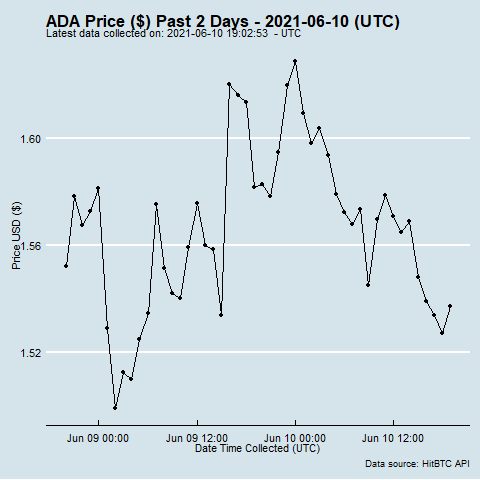 ADA Price ($) Past 2 Days - 2021-06-10 (UTC)
Latest data collected on: 2021-06-10 19:02:53 - UTC
1.60
1.56
1.52
Price USD ($)
Jun 09 00:00
Jun 09 12:00
Jun 10 00:00
Jun 10 12:00
Date Time Collected (UTC)
Data source: HitBTC API